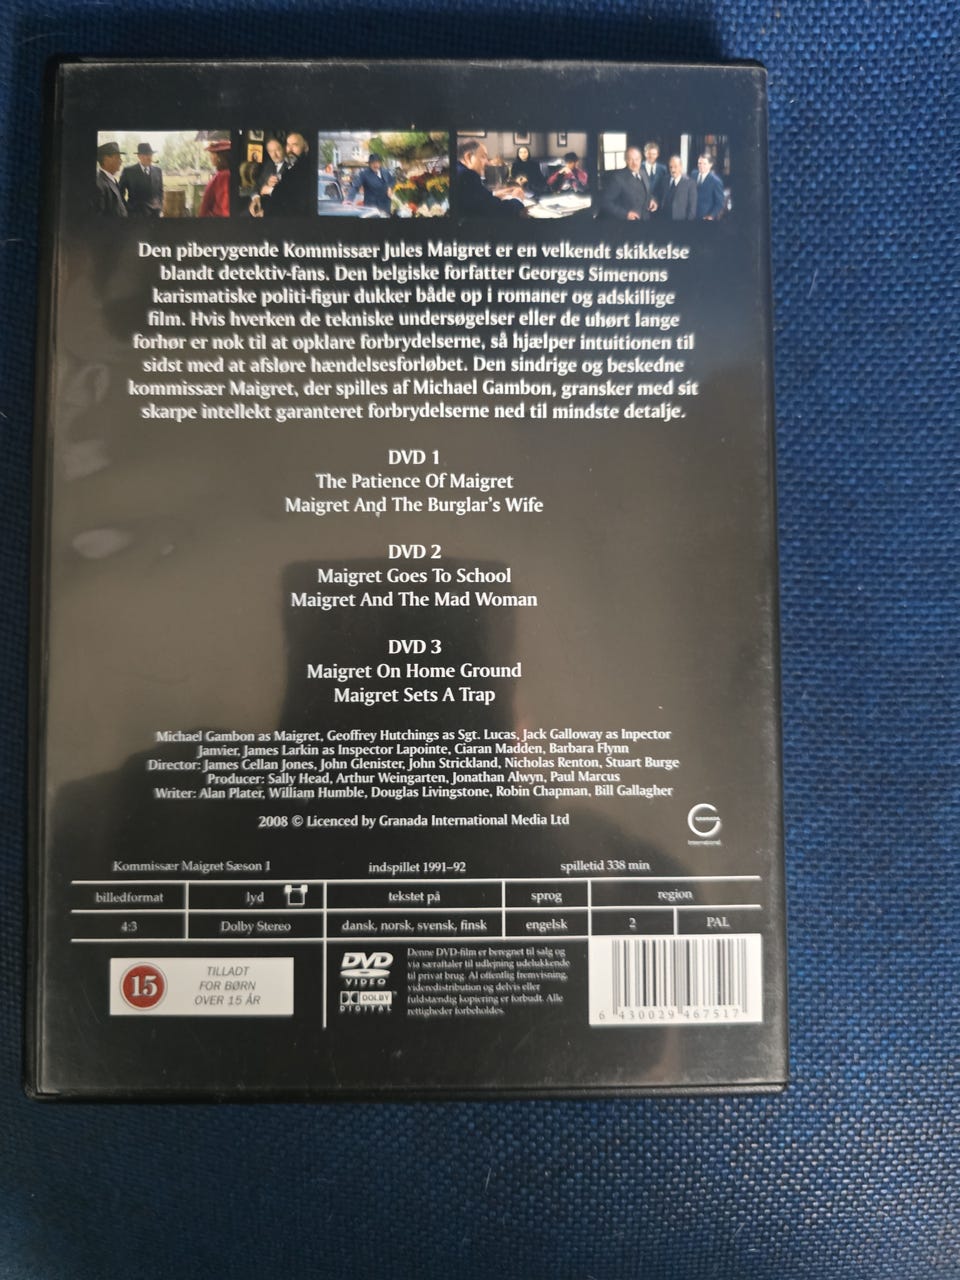 Den piberygende Kommissær Jules Maigret er en velkendt skikkelse
blandt detektiv-fans. Den belgiske forfatter Georges Simenons
karismatiske politi-figur dukker både op i romaner og adskillige
film. Hvis hverken de tekniske undersøgelser eller de uhørt lange
forhør er nok til at opklare forbrydelserne, så hjælper intuitionen til
sidst med at afsløre hændelsesforløbet. Den sindrige og beskedne
kommissær Maigret, der spilles af Michael Gambon, gransker med sit
skarpe intellekt garanteret forbrydelserne ned til mindste detalje.
DVD 1
The Patience Of Maigret
Maigret And The Burglar's Wife
DVD 2
Maigret Goes To School
Maigret And The Mad Woman
DVD 3
Maigret On Home Ground
Maigret Sets A Trap
Michael Gambon as Maigret, Geoffrey Hutchings as Sgt. Lucas, Jack Galloway as Inpector
Janvier, James Larkin as Inspector Lapointe, Ciaran Madden, Barbara Flynn
Director: James Cellan Jones, John Glenister, John Strickland, Nicholas Renton, Stuart Burge
Producer: Sally Head, Arthur Weingarten, Jonathan Alwyn, Paul Marcus
Writer: Alan Plater, William Humble, Douglas Livingstone, Robin Chapman, Bill Gallagher
2008 © Licenced by Granada International Media Ltd
GRANADA
International
Kommissær Maigret Sæson 1 indspillet 1991-92 spilletid 338 min
billedformat lyd tekstet på sprog region
4:3 Dolby Stereo dansk, norsk, svensk, finsk engelsk 2 PAL
15
TILLADT
FOR BØRN
OVER 15 ÅR
DVD
VIDEO
DOLBY
DIGITAL
Denne DVD-film er beregnet til salg og
via særaftaler til udlejning udelukkende
til privat brug. Al offentlig fremvisning,
videredistribution og delvis eller
fuldstændig kopiering er forbudt. Alle
rettigheder forbeholdes.
6 430029 467517